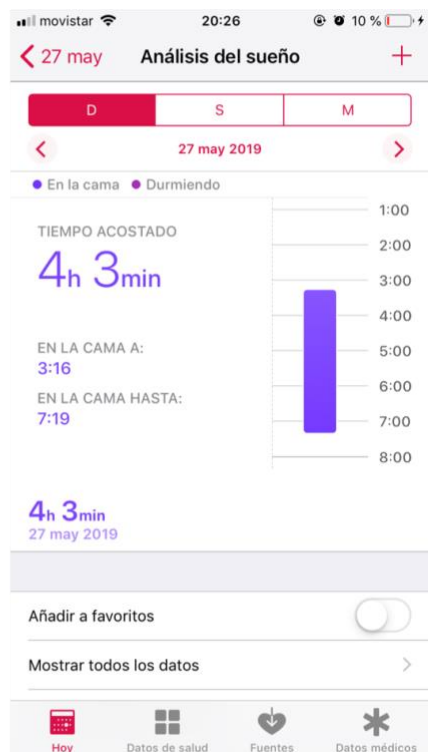 movistar 20:26 10 %
27 may Análisis del sueño +
D S M
27 may 2019
En la cama Durmiendo
1:00
TIEMPO ACOSTADO
2:00
4h 3min
3:00
4:00
EN LA CAMA A:
5:00
3:16
6:00
EN LA CAMA HASTA:
7:19
7:00
8:00
4h 3min
27 may 2019
Añadir a favoritos
Mostrar todos los datos
Hoy Datos de salud Fuentes Datos médicos